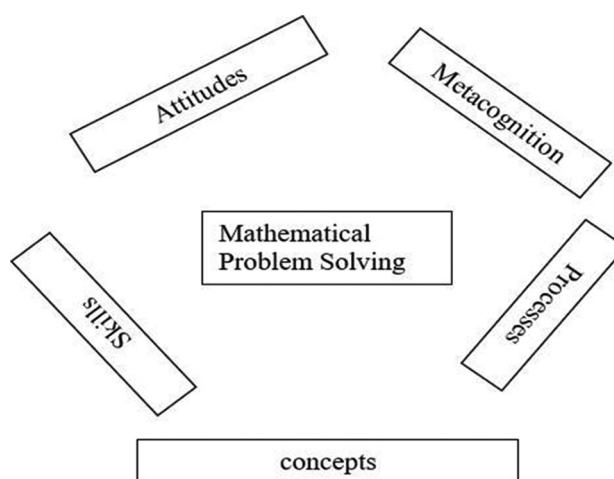 Attitudes
Metacognition
Mathematical
Problem Solving
Skills
Processes
concepts